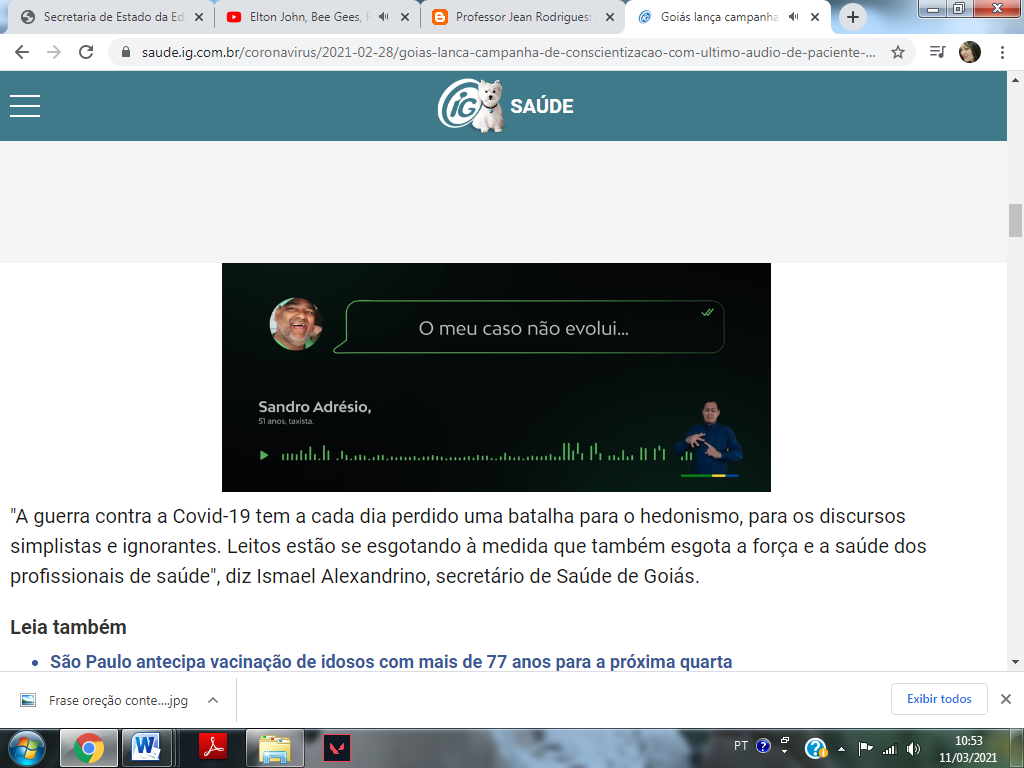 Secretaria de Estado da Ed
Elton John, Bee Gees,
Professor Jean Rodrigues:
Goiás lança campanha
saude.ig.com.br/coronavirus/2021-02-28/goias-lanca-campanha-de-conscientizacao-com-ultimo-audio-de-paciente-...
iG SAÚDE
O meu caso não evolui...
Sandro Adrésio,
51 anos, taxista.
"A guerra contra a Covid-19 tem a cada dia perdido uma batalha para o hedonismo, para os discursos
simplistas e ignorantes. Leitos estão se esgotando à medida que também esgota a força e a saúde dos
profissionais de saúde", diz Ismael Alexandrino, secretário de Saúde de Goiás.
Leia também
• São Paulo antecipa vacinação de idosos com mais de 77 anos para a próxima quarta
Frase oreção conte....jpg
Exibir todos
PT
10:53
11/03/2021